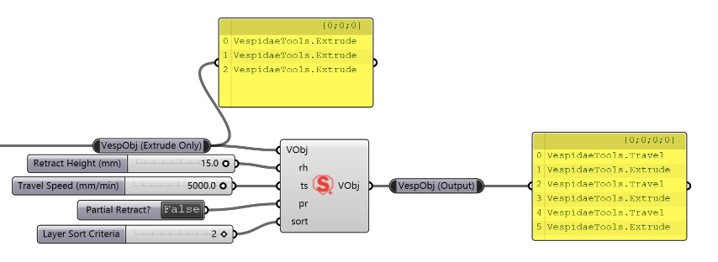 {0;0;0}
0 VespidaeTools.Extrude
1 VespidaeTools.Extrude
2 VespidaeTools.Extrude
VespObj (Extrude Only)
Retract Height (mm) 15.0
Travel Speed (mm/min) 5000.0
Partial Retract? False
Layer Sort Criteria 2
VObj
rh
ts
pr
sort
S
VObj
VespObj (Output)
{0;0;0;0}
0 VespidaeTools.Travel
1 VespidaeTools.Extrude
2 VespidaeTools.Travel
3 VespidaeTools.Extrude
4 VespidaeTools.Travel
5 VespidaeTools.Extrude